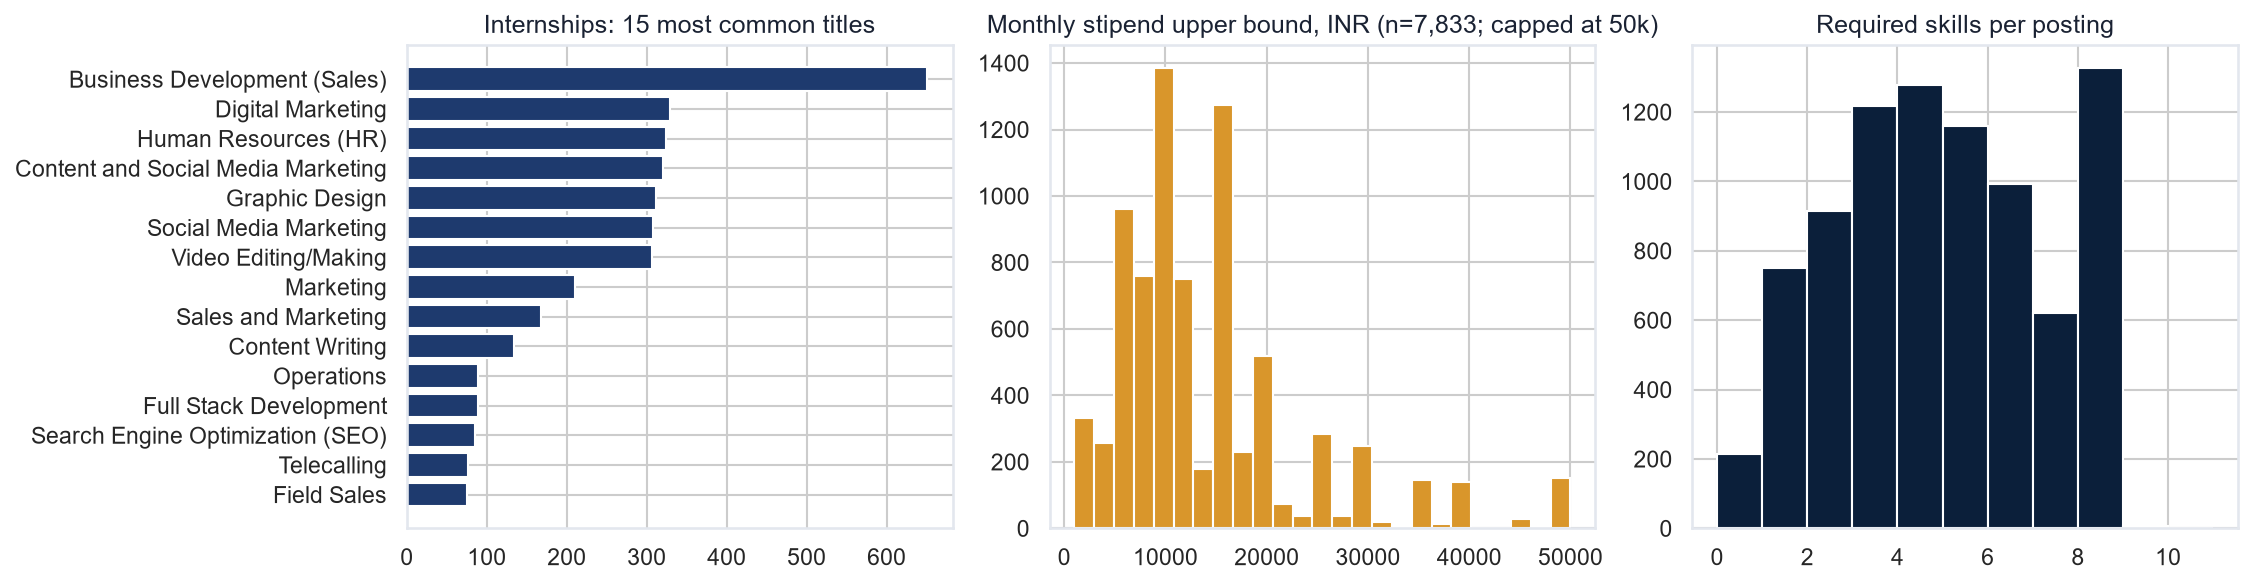 Internships: 15 most common titles
Business Development (Sales)
Digital Marketing
Human Resources (HR)
Content and Social Media Marketing
Graphic Design
Social Media Marketing
Video Editing/Making
Marketing
Sales and Marketing
Content Writing
Operations
Full Stack Development
Search Engine Optimization (SEO)
Telecalling
Field Sales
0 100 200 300 400 500 600
Monthly stipend upper bound, INR (n=7,833; capped at 50k)
1400
1200
1000
800
600
400
200
0
0 10000 20000 30000 40000 50000
Required skills per posting
1200
1000
800
600
400
200
0
0 2 4 6 8 10